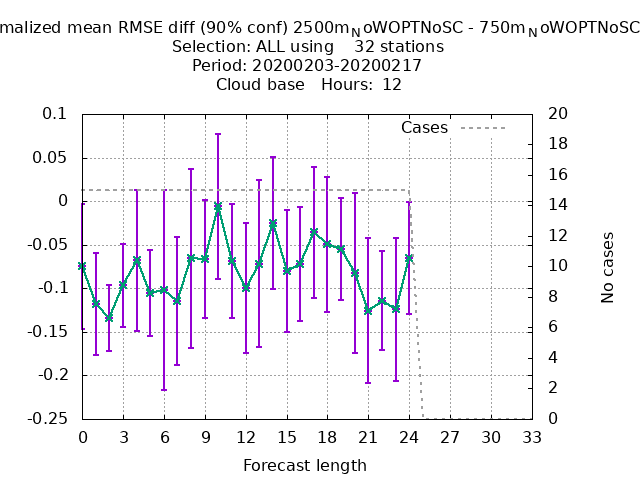 malized mean RMSE diff (90% conf) 2500mNoWOPTNoSC - 750mNoWOPTNoSC
Selection: ALL using 32 stations
Period: 20200203-20200217
Cloud base Hours: 12
Cases
0.1
0.05
0
-0.05
-0.1
-0.15
-0.2
-0.25
20
18
16
14
12
10
8
6
4
2
0
No cases
0 3 6 9 12 15 18 21 24 27 30 33
Forecast length